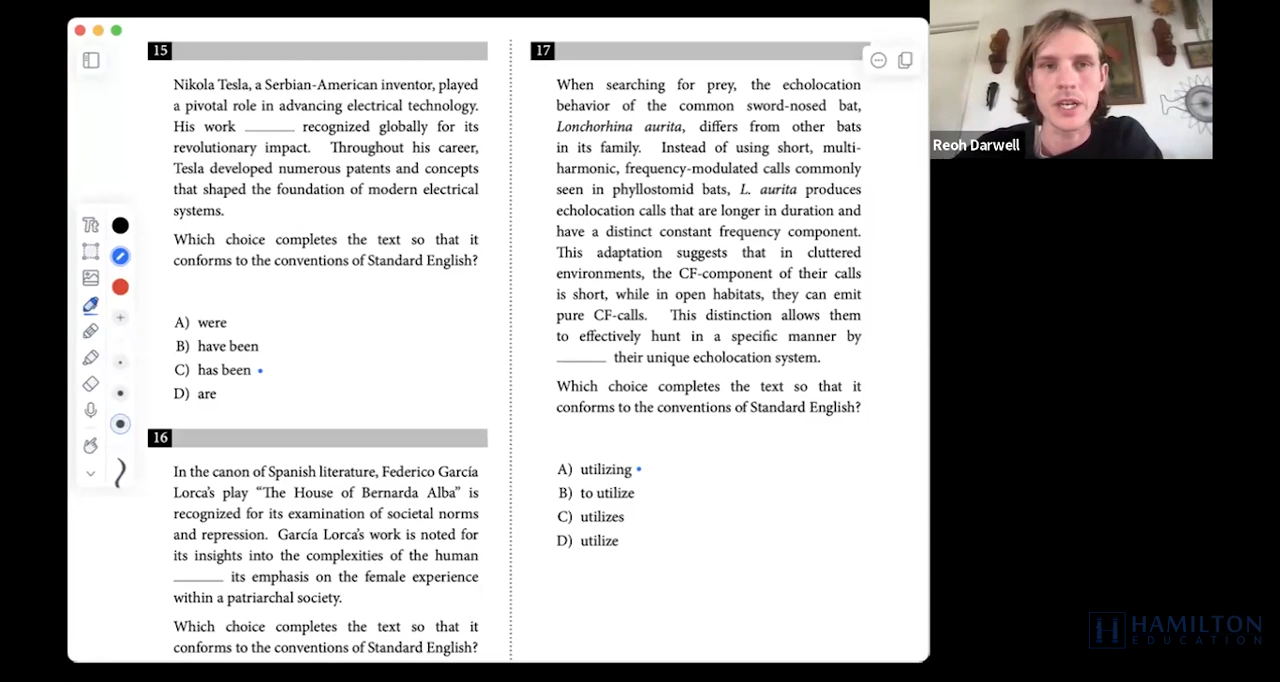 15
Nikola Tesla, a Serbian-American inventor, played
a pivotal role in advancing electrical technology.
His work ______ recognized globally for its
revolutionary impact. Throughout his career,
Tesla developed numerous patents and concepts
that shaped the foundation of modern electrical
systems.
Which choice completes the text so that it
conforms to the conventions of Standard English?
A) were
B) have been
C) has been
D) are
16
In the canon of Spanish literature, Federico García
Lorca's play “The House of Bernarda Alba” is
recognized for its examination of societal norms
and repression. García Lorca's work is noted for
its insights into the complexities of the human
______ its emphasis on the female experience
within a patriarchal society.
Which choice completes the text so that it
conforms to the conventions of Standard English?
17
When searching for prey, the echolocation
behavior of the common sword-nosed bat,
Lonchorhina aurita, differs from other bats
in its family. Instead of using short, multi-
harmonic, frequency-modulated calls commonly
seen in phyllostomid bats, L. aurita produces
echolocation calls that are longer in duration and
have a distinct constant frequency component.
This adaptation suggests that in cluttered
environments, the CF-component of their calls
is short, while in open habitats, they can emit
pure CF-calls. This distinction allows them
to effectively hunt in a specific manner by
______ their unique echolocation system.
Which choice completes the text so that it
conforms to the conventions of Standard English?
A) utilizing
B) to utilize
C) utilizes
D) utilize
Reoh Darwell
HAMILTON
EDUCATION